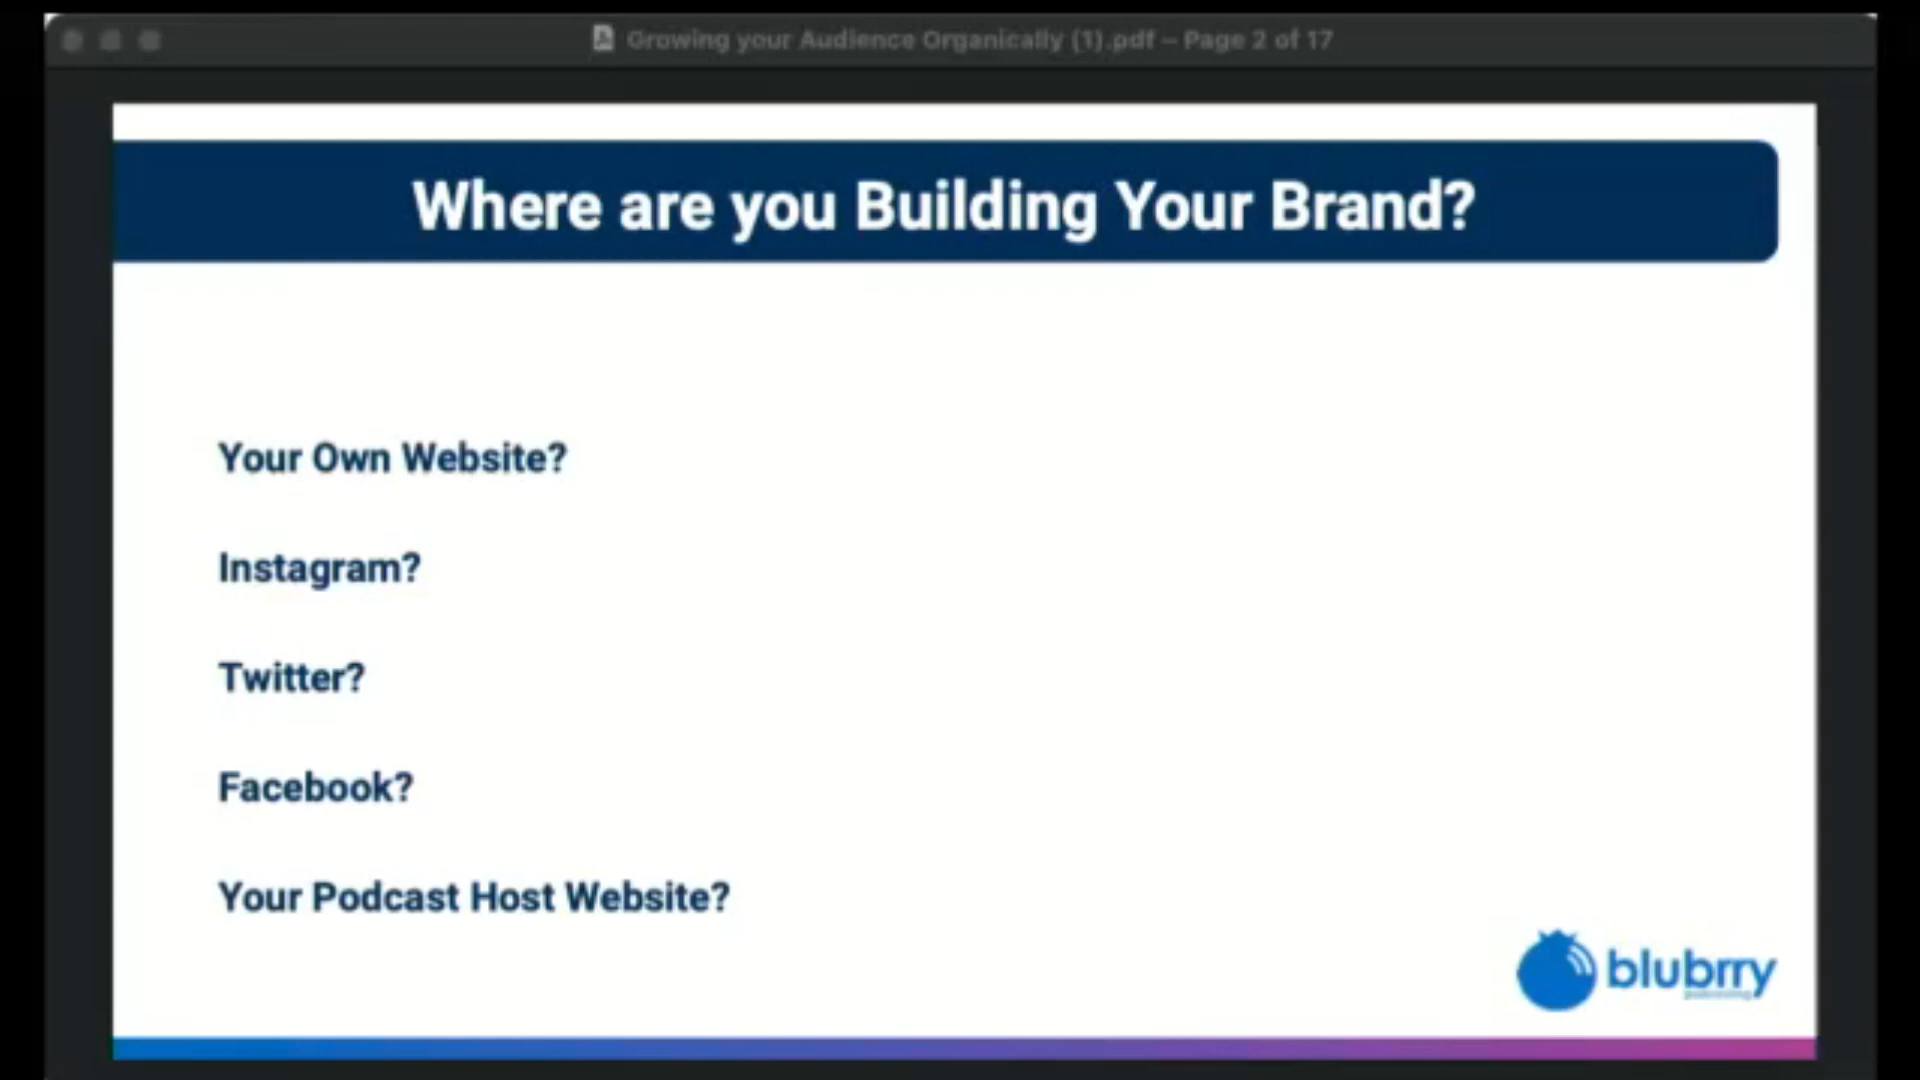 Growing your Audience Organically (1).pdf – Page 2 of 17
Where are you Building Your Brand?
Your Own Website?
Instagram?
Twitter?
Facebook?
Your Podcast Host Website?
blubrry